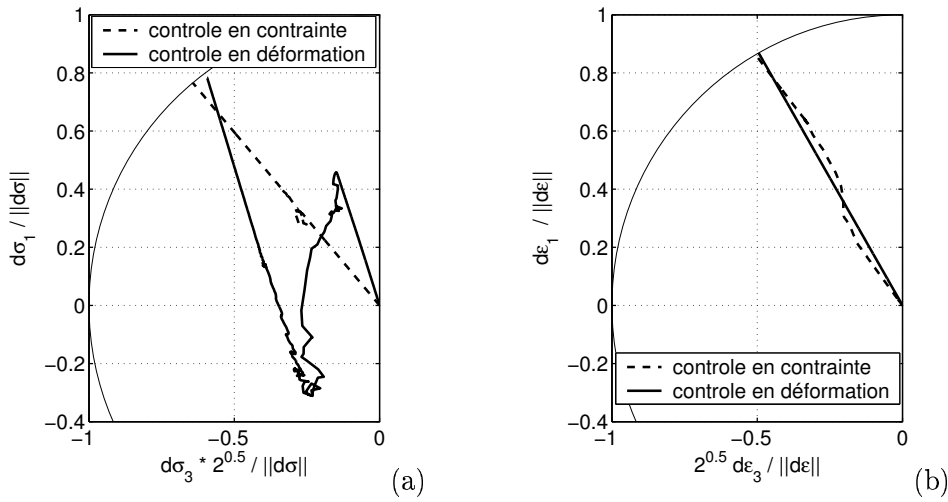 controle en contrainte
controle en déformation
1
0.8
0.6
0.4
0.2
0
−0.2
−0.4
−1
−0.5
0
dσ1 / ||dσ||
dσ3 * 2^0.5 / ||dσ||
(a)
1
0.8
0.6
0.4
0.2
0
−0.2
−0.4
−1
−0.5
0
dε1 / ||dε||
controle en contrainte
controle en déformation
2^0.5 dε3 / ||dε||
(b)